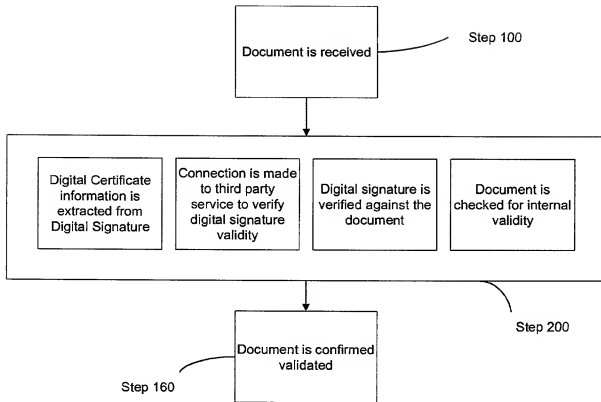 Document is received
Step 100
Digital Certificate
information is
extracted from
Digital Signature
Connection is made
to third party
service to verify
digital signature
validity
Digital signature is
verified against the
document
Document is
checked for internal
validity
Step 200
Document is confirmed
validated
Step 160